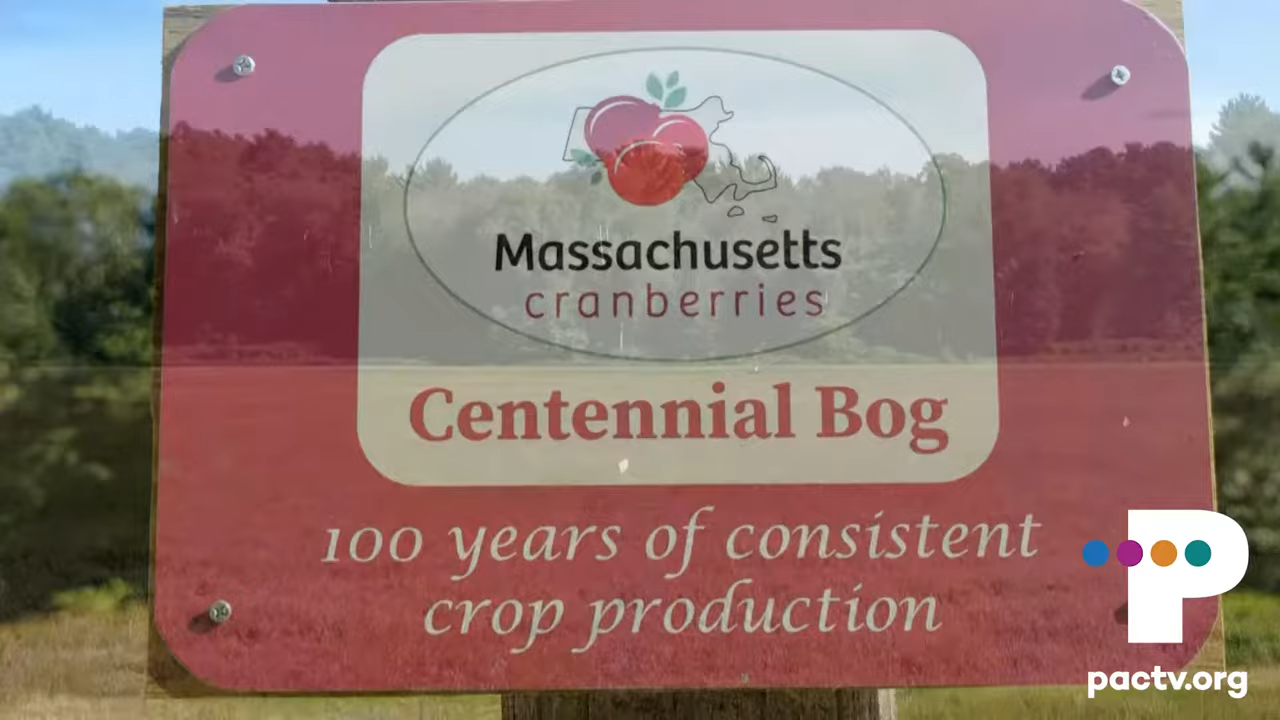 Massachusetts
cranberries
Centennial Bog
100 years of consistent
crop production
P
pactv.org